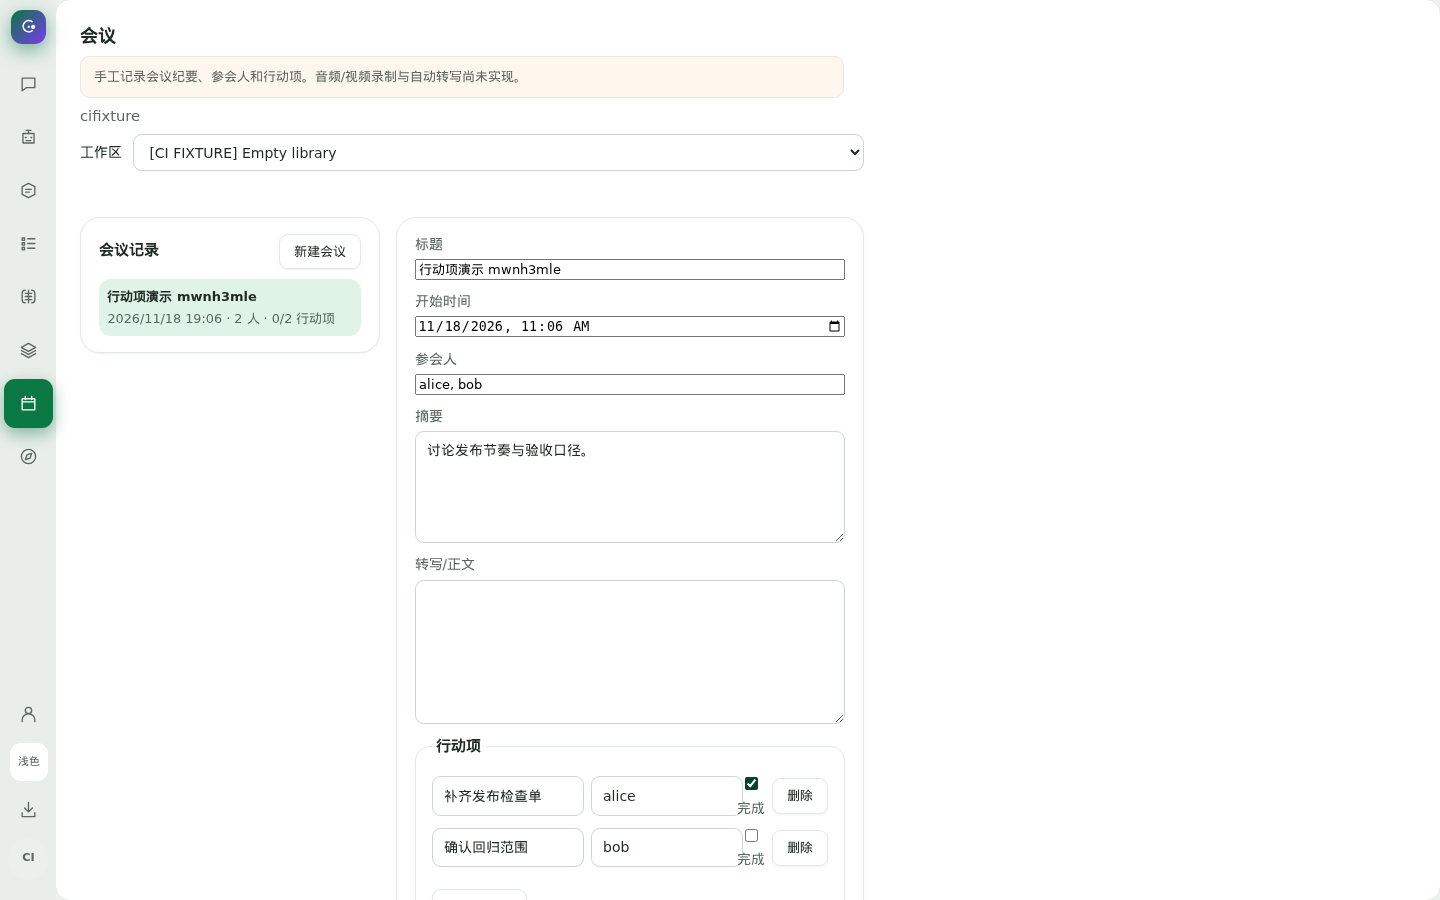 会议
手工记录会议纪要、参会人和行动项。音频/视频录制与自动转写尚未实现。
cifixture
工作区
[CI FIXTURE] Empty library
会议记录
新建会议
行动项演示 mwnh3mle
2026/11/18 19:06 · 2 人 · 0/2 行动项
标题
行动项演示 mwnh3mle
开始时间
11/18/2026, 11:06 AM
参会人
alice, bob
摘要
讨论发布节奏与验收口径。
转写/正文
行动项
补齐发布检查单
alice
完成
删除
确认回归范围
bob
完成
删除
浅色
CI